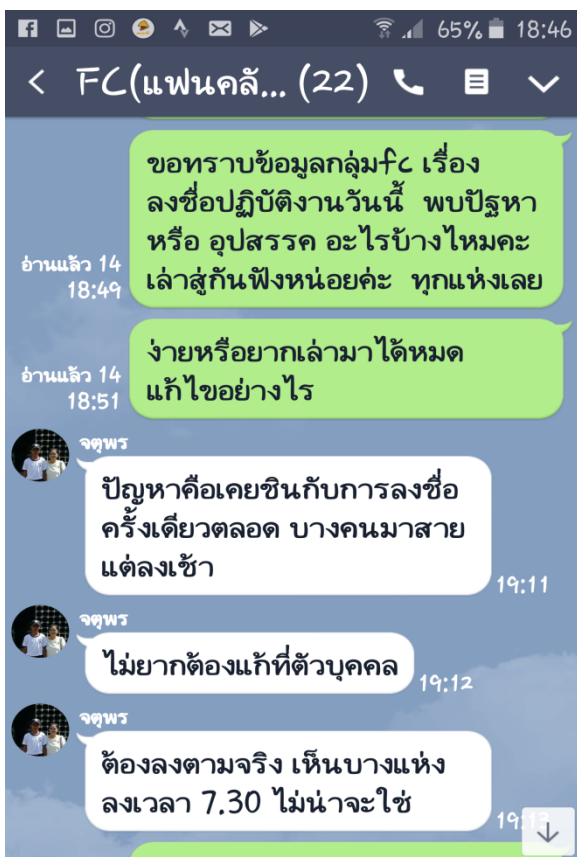 65% 18:46
FC(แฟนคลั... (22)
ขอทราบข้อมูลกลุ่มfc เรื่อง
ลงชื่อปฏิบัติงานวันนี้ พบปัฐหา
หรือ อุปสรรค อะไรบ้างไหมคะ
เล่าสู่กันฟังหน่อยค่ะ ทุกแห่งเลย
อ่านแล้ว 14
18:49
ง่ายหรือยากเล่ามาได้หมด
แก้ไขอย่างไร
อ่านแล้ว 14
18:51
จตุพร
ปัญหาคือเคยชินกับการลงชื่อ
ครั้งเดียวตลอด บางคนมาสาย
แต่ลงเช้า
19:11
จตุพร
ไม่ยากต้องแก้ที่ตัวบุคคล
19:12
จตุพร
ต้องลงตามจริง เห็นบางแห่ง
ลงเวลา 7.30 ไม่น่าจะใช่